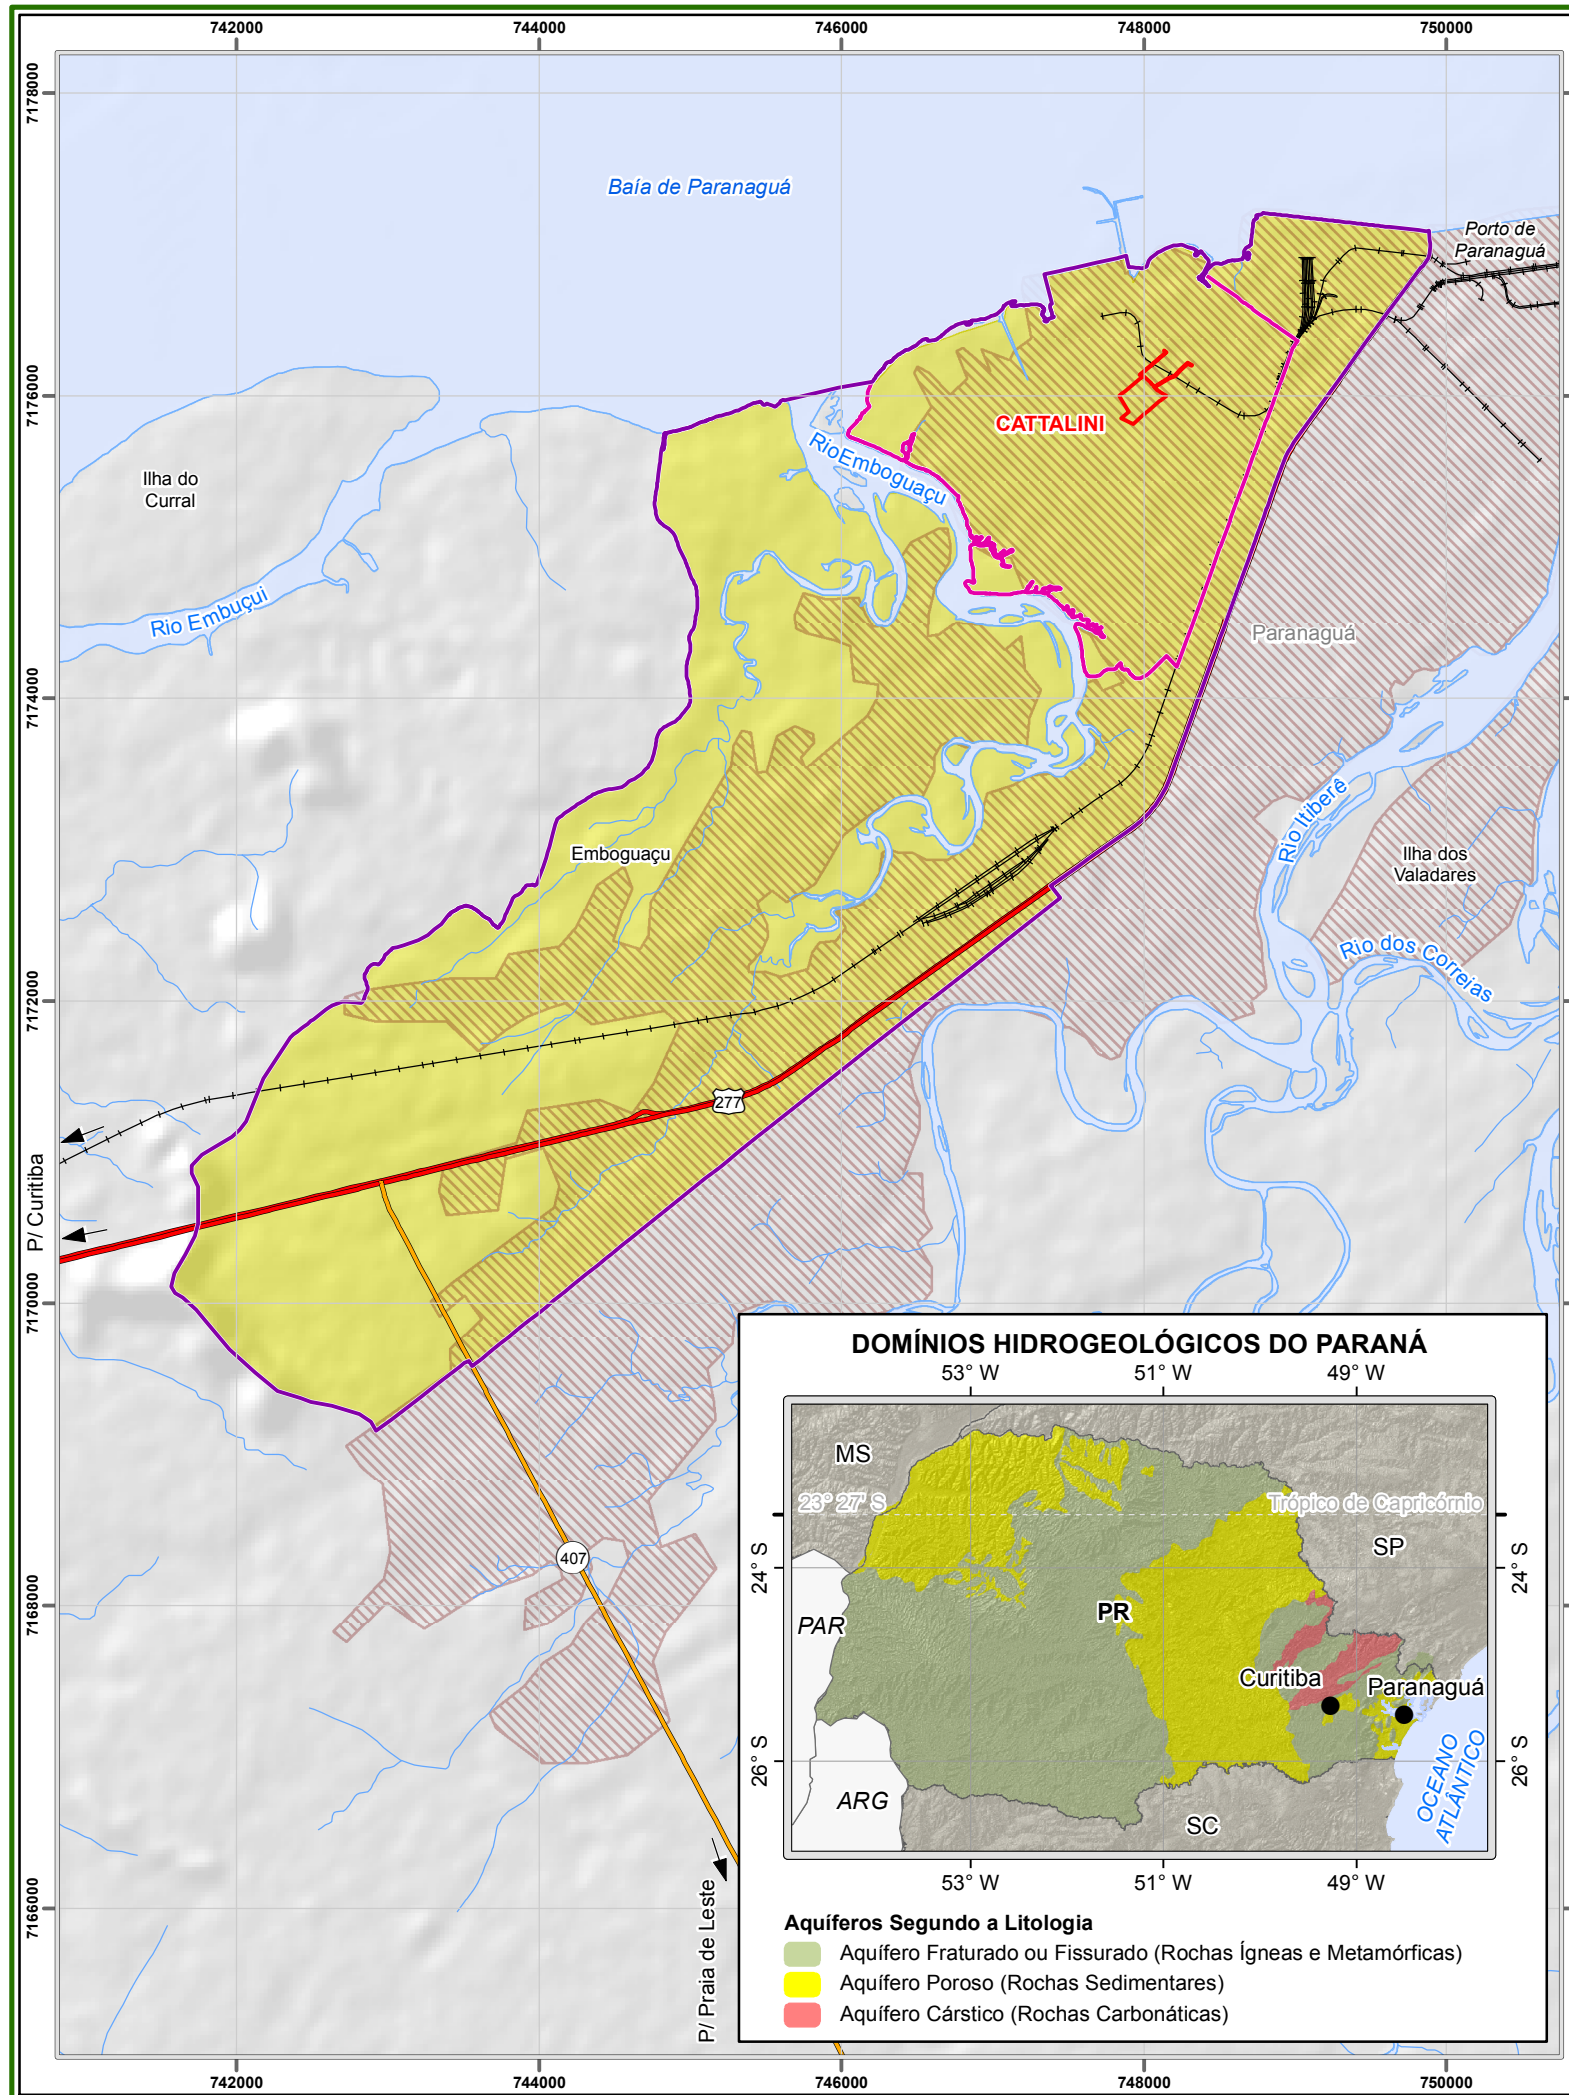 742000
744000
746000
748000
750000
7178000
7176000
7174000
7172000
7170000
7168000
7166000
Baía de Paranaguá
Porto de
Paranaguá
CATTALINI
Rio Emboguaçu
Ilha do
Curral
Rio Embuçui
Paranaguá
Rio Itiberê
Emboguaçu
Ilha dos
Valadares
Rio dos Correias
277
P/ Curitiba
407
P/ Praia de Leste
DOMÍNIOS HIDROGEOLÓGICOS DO PARANÁ
53° W
51° W
49° W
MS
23° 27' S
Trópico de Capricórnio
SP
24° S
24° S
PR
PAR
Curitiba
Paranaguá
26° S
26° S
OCEANO
ATLÂNTICO
ARG
SC
53° W
51° W
49° W
Aquíferos Segundo a Litologia
Aquífero Fraturado ou Fissurado (Rochas Ígneas e Metamórficas)
Aquífero Poroso (Rochas Sedimentares)
Aquífero Cárstico (Rochas Carbonáticas)
742000
744000
746000
748000
750000